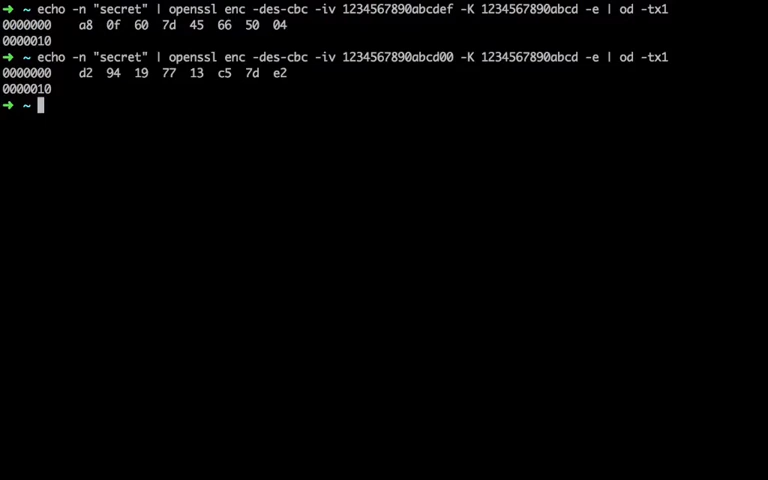 ➜ ~ echo -n "secret" | openssl enc -des-cbc -iv 1234567890abcdef -K 1234567890abcd -e | od -tx1
0000000 a8 0f 60 7d 45 66 50 04
0000010
➜ ~ echo -n "secret" | openssl enc -des-cbc -iv 1234567890abcd00 -K 1234567890abcd -e | od -tx1
0000000 d2 94 19 77 13 c5 7d e2
0000010
➜ ~